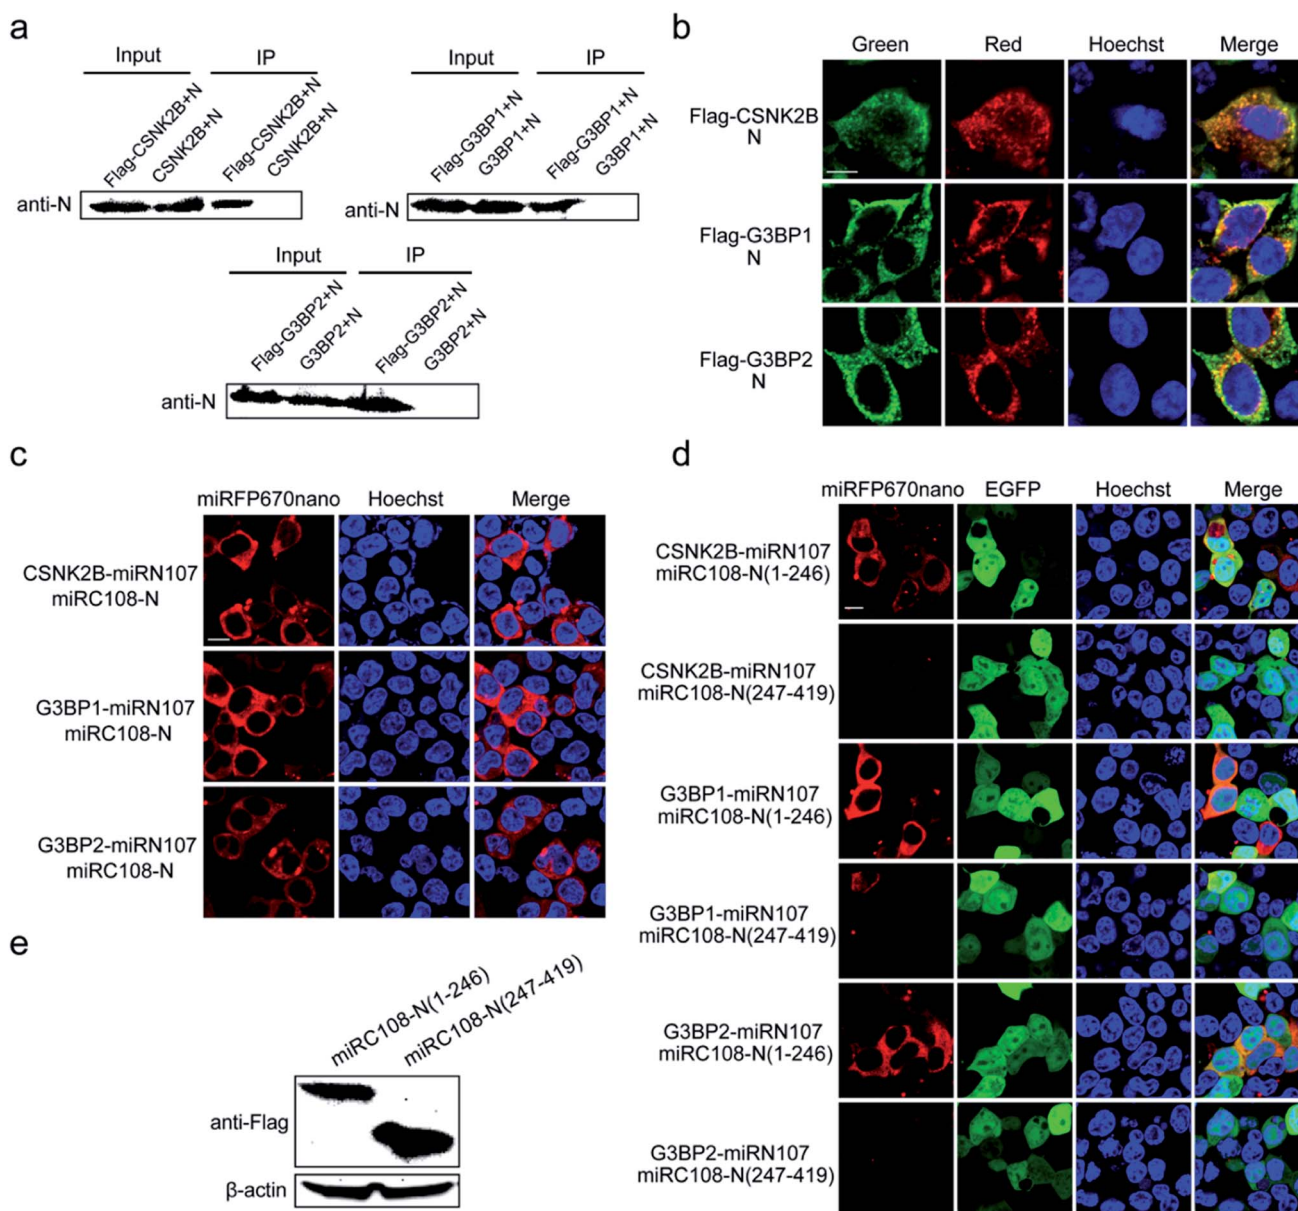 a
Input IP
Flag-CSNK2B+N
CSNK2B+N
Flag-CSNK2B+N
CSNK2B+N
anti-N
Input IP
Flag-G3BP1+N
G3BP1+N
Flag-G3BP1+N
G3BP1+N
anti-N
Input IP
Flag-G3BP2+N
G3BP2+N
Flag-G3BP2+N
G3BP2+N
anti-N
b
Green Red Hoechst Merge
Flag-CSNK2B
N
Flag-G3BP1
N
Flag-G3BP2
N
c
miRFP670nano Hoechst Merge
CSNK2B-miRN107
miRC108-N
G3BP1-miRN107
miRC108-N
G3BP2-miRN107
miRC108-N
d
miRFP670nano EGFP Hoechst Merge
CSNK2B-miRN107
miRC108-N(1-246)
CSNK2B-miRN107
miRC108-N(247-419)
G3BP1-miRN107
miRC108-N(1-246)
G3BP1-miRN107
miRC108-N(247-419)
G3BP2-miRN107
miRC108-N(1-246)
G3BP2-miRN107
miRC108-N(247-419)
e
miRC108-N(1-246)
miRC108-N(247-419)
anti-Flag
β-actin